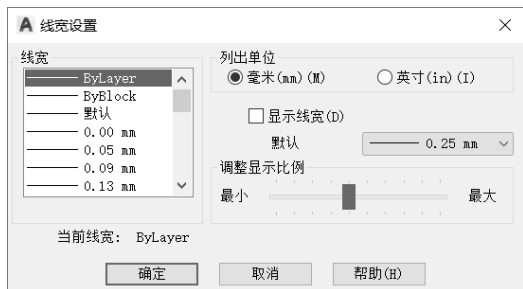 线宽设置
线宽
ByLayer
ByBlock
默认
0.00 mm
0.05 mm
0.09 mm
0.13 mm
当前线宽: ByLayer
列出单位
毫米(mm)(M) 英寸(in)(I)
显示线宽(D)
默认 0.25 mm
调整显示比例
最小 最大
确定 取消 帮助(H)